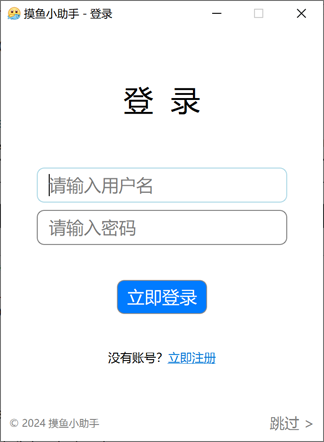 摸鱼小助手 - 登录
登 录
请输入用户名
请输入密码
立即登录
没有账号？立即注册
© 2024 摸鱼小助手
跳过 >